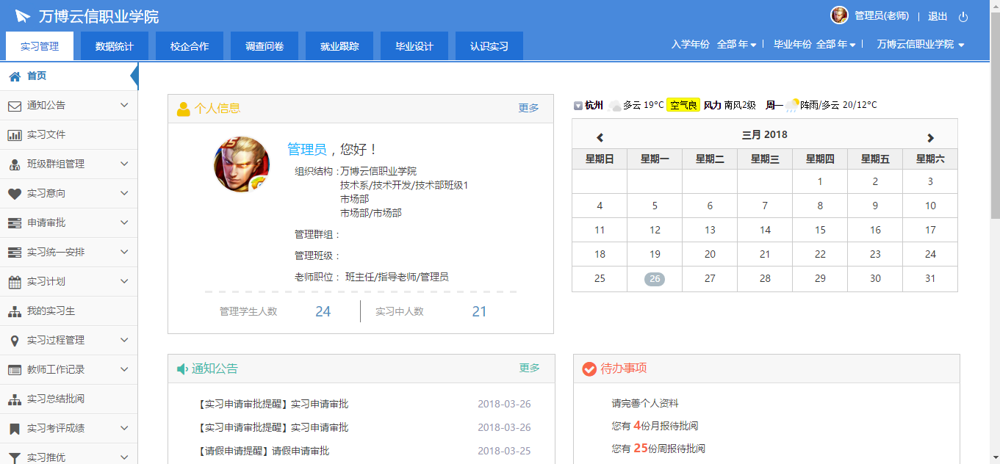 万博云信职业学院
管理员(老师) | 退出
实习管理 数据统计 校企合作 调查问卷 就业跟踪 毕业设计 认识实习
入学年份 全部 年 | 毕业年份 全部 年 | 万博云信职业学院
首页
通知公告
实习文件
班级群组管理
实习意向
申请审批
实习统一安排
实习计划
我的实习生
实习过程管理
教师工作记录
实习总结批阅
实习考评成绩
实习推优
个人信息 更多
15
管理员，您好！
组织结构 : 万博云信职业学院
技术系/技术开发/技术部班级1
市场部
市场部/市场部
管理群组：
管理班级：
老师职位： 班主任/指导老师/管理员
管理学生人数 24 实习中人数 21
杭州 多云 19°C 空气良 风力 南风2级 周一 阵雨/多云 20/12°C
三月 2018
星期日 星期一 星期二 星期三 星期四 星期五 星期六
1 2 3
4 5 6 7 8 9 10
11 12 13 14 15 16 17
18 19 20 21 22 23 24
25 26 27 28 29 30 31
通知公告 更多
【实习申请审批提醒】实习申请审批 2018-03-26
【实习申请审批提醒】实习申请审批 2018-03-26
【请假申请提醒】请假申请审批 2018-03-25
待办事项
请完善个人资料
您有 4份月报待批阅
您有 25份周报待批阅